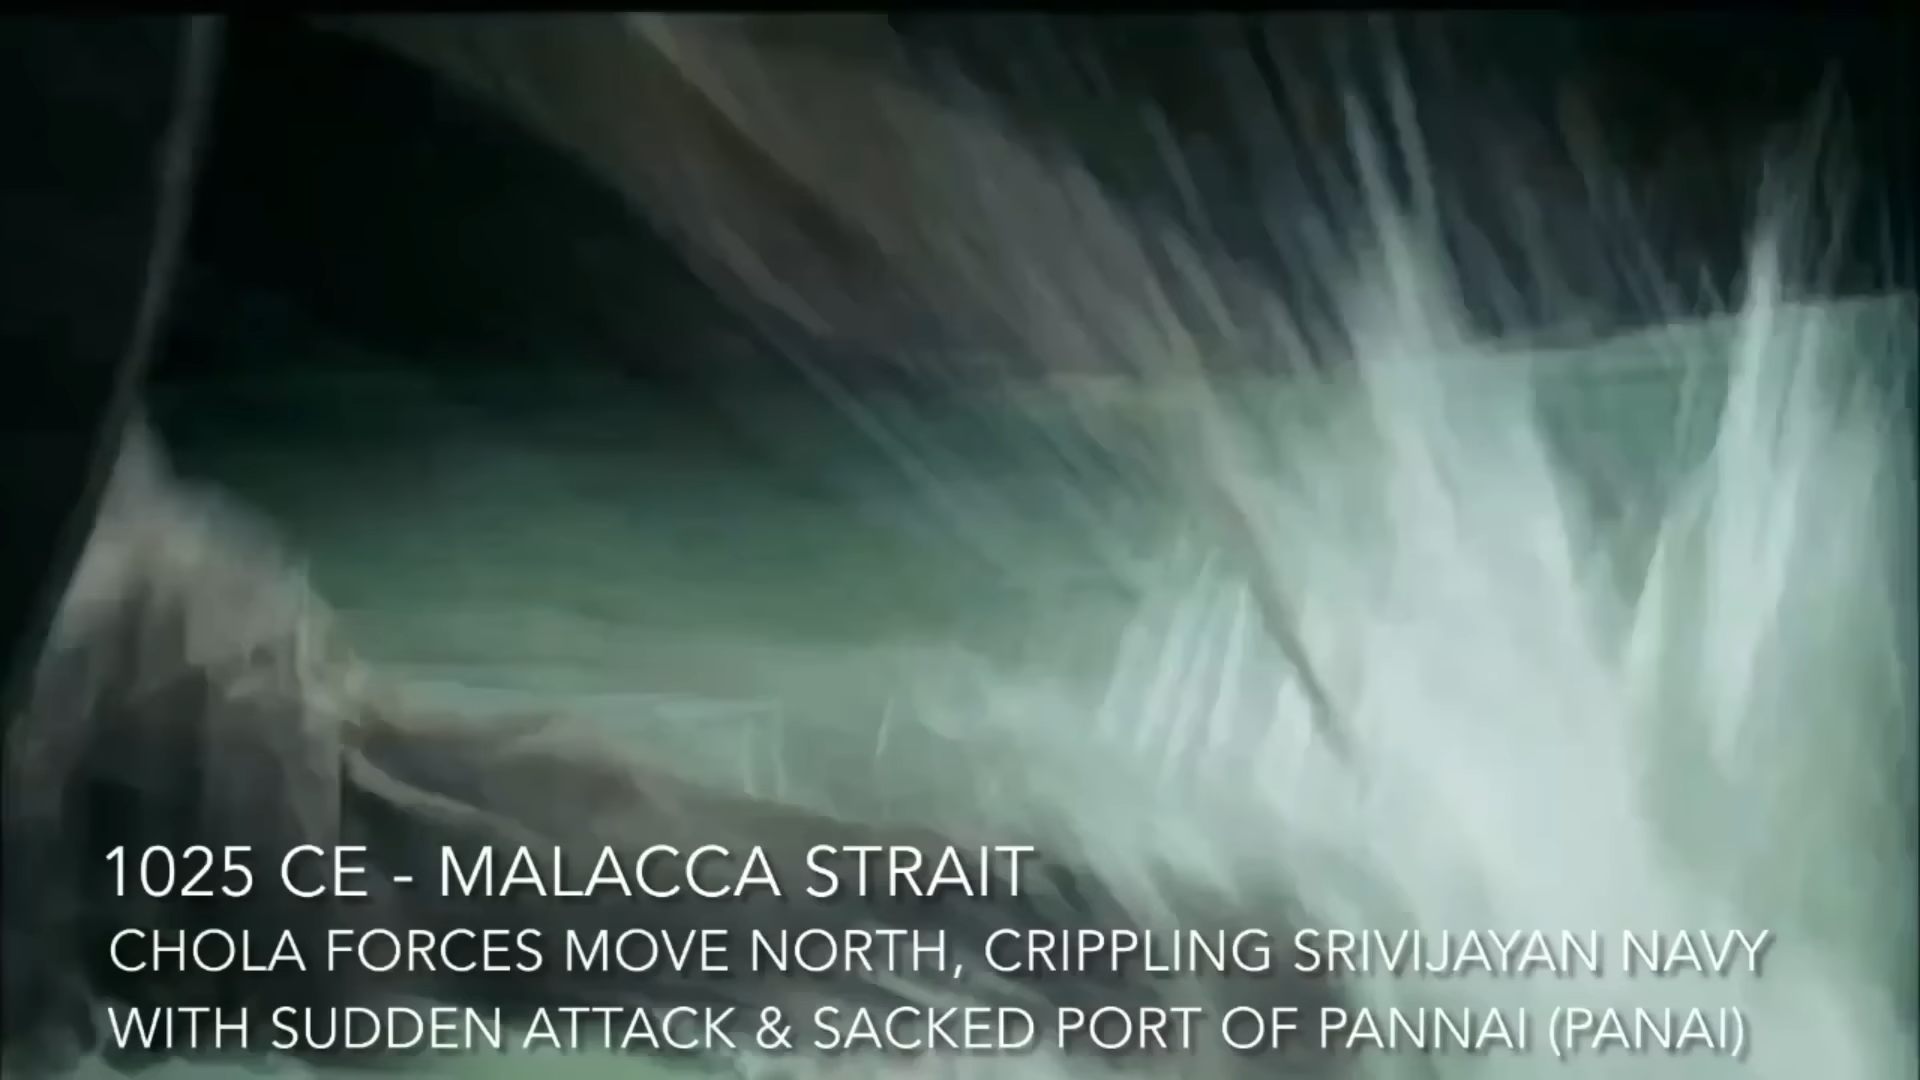 1025 CE - MALACCA STRAIT
CHOLA FORCES MOVE NORTH, CRIPPLING SRIVIJAYAN NAVY
WITH SUDDEN ATTACK & SACKED PORT OF PANNAI (PANAI)